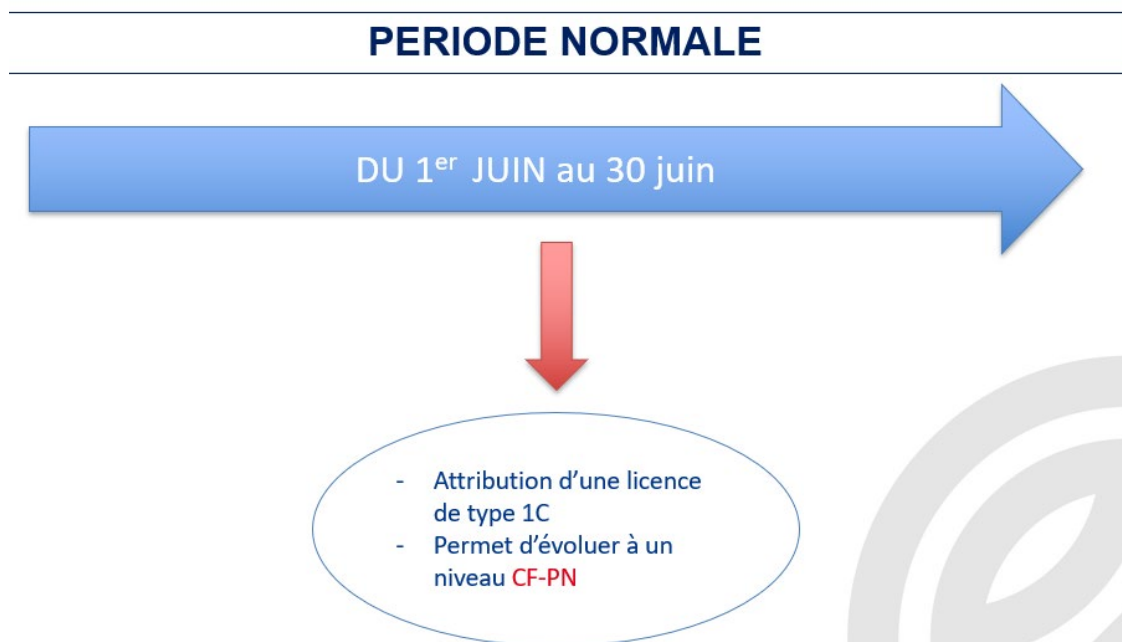 PERIODE NORMALE
DU 1er JUIN au 30 juin
- Attribution d’une licence
de type 1C
- Permet d’évoluer à un
niveau CF-PN